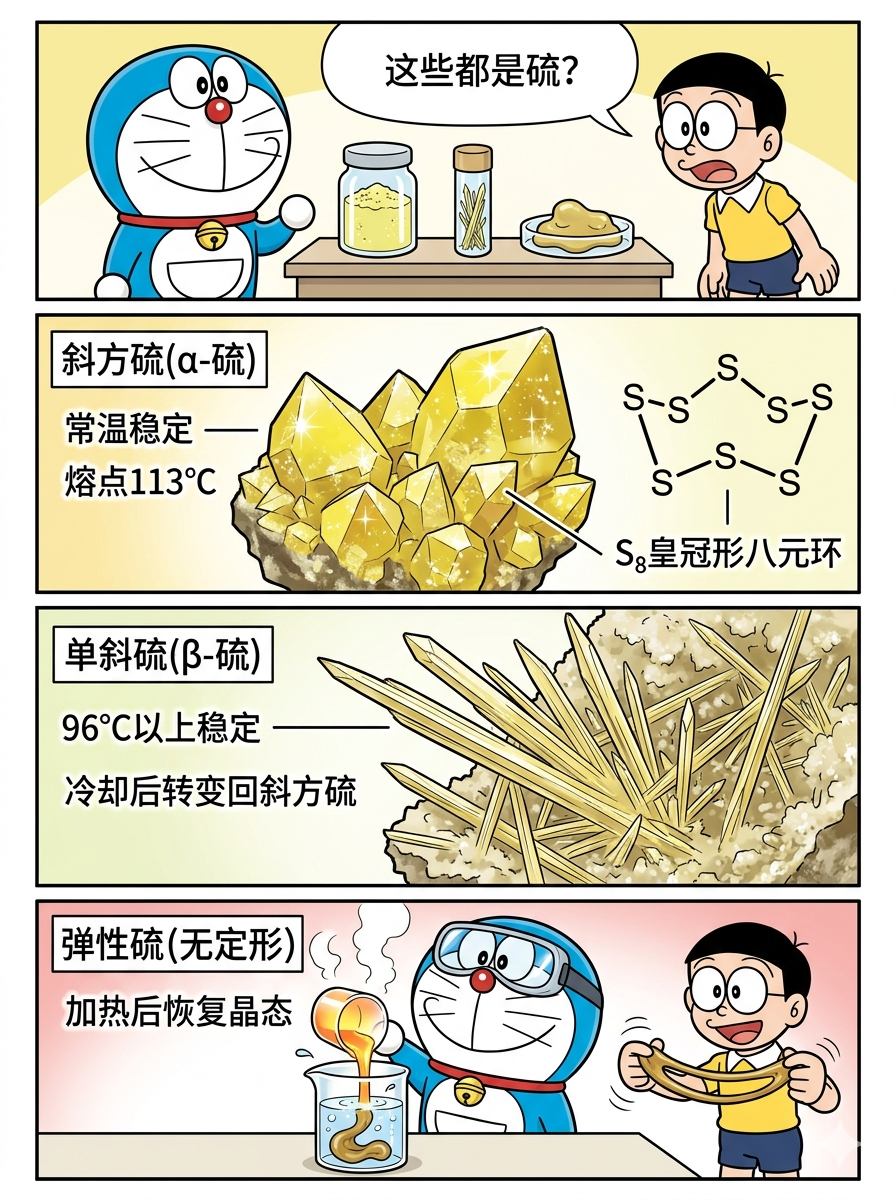 这些都是硫？
斜方硫(α-硫)
常温稳定
熔点113℃
S
S
S
S
S
S
S
S
S₈皇冠形八元环
单斜硫(β-硫)
96℃以上稳定
冷却后转变回斜方硫
弹性硫(无定形)
加热后恢复晶态